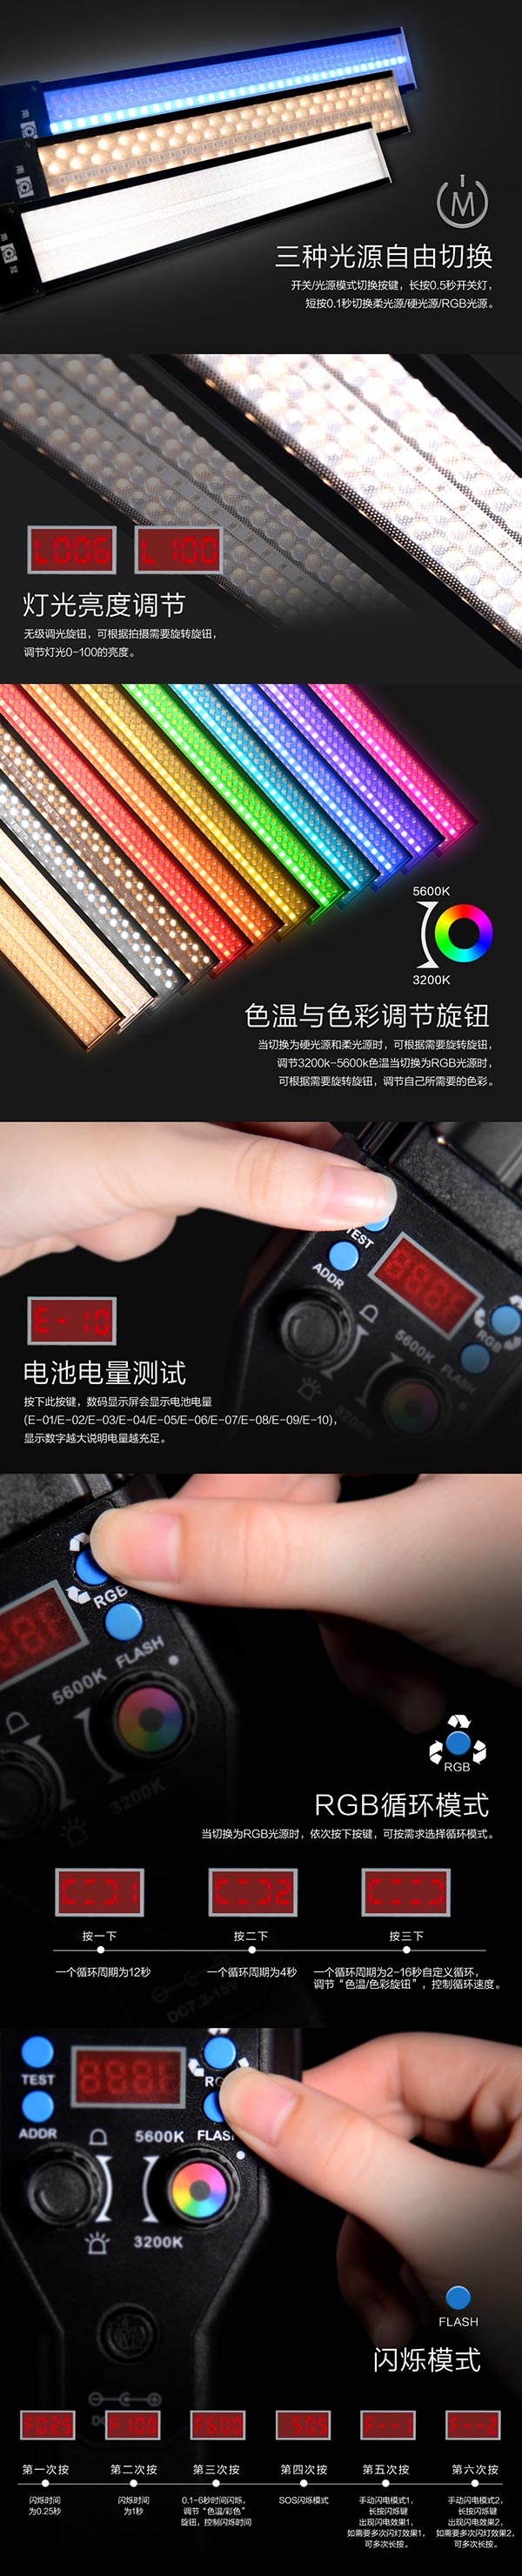 M
三种光源自由切换
开关/光源模式切换按键，长按0.5秒开关灯，
短按0.1秒切换柔光源/硬光源/RGB光源。
L006 L 100
灯光亮度调节
无级调光旋钮，可根据拍摄需要旋转旋钮，
调节灯光0-100的亮度。
5600K
3200K
色温与色彩调节旋钮
当切换为硬光源和柔光源时，可根据需要旋转旋钮，
调节3200k-5600k色温当切换为RGB光源时，
可根据需要旋转旋钮，调节自己所需要的色彩。
TEST
ADDR
5600K
RGB
FLASH
3200K
E-10
电池电量测试
按下此按键，数码显示屏会显示电池电量
(E-01/E-02/E-03/E-04/E-05/E-06/E-07/E-08/E-09/E-10)，
显示数字越大说明电量越充足。
RGB
FLASH
5600K
3200K
RGB
RGB循环模式
当切换为RGB光源时，依次按下按键，可按需求选择循环模式。
按一下 按二下 按三下
一个循环周期为12秒 一个循环周期为4秒 一个循环周期为2-16秒自定义循环，
调节“色温/色彩旋钮”，控制循环速度。
TEST
ADDR
5600K
3200K
FLASH
闪烁模式
F025 F 100 F600 SOS F--1 F--2
第一次按 第二次按 第三次按 第四次按 第五次按 第六次按
闪烁时间
为0.25秒
闪烁时间
为1秒
0.1-6秒时间闪烁，
调节“色温/彩色”
旋钮，控制闪烁时间
SOS闪烁模式
手动闪电模式1，
长按闪烁键
出现闪电效果1，
如需要多次闪灯效果1，
可多次长按。
手动闪电模式2，
长按闪烁键
出现闪电效果2，
如需要多次闪灯效果2，
可多次长按。